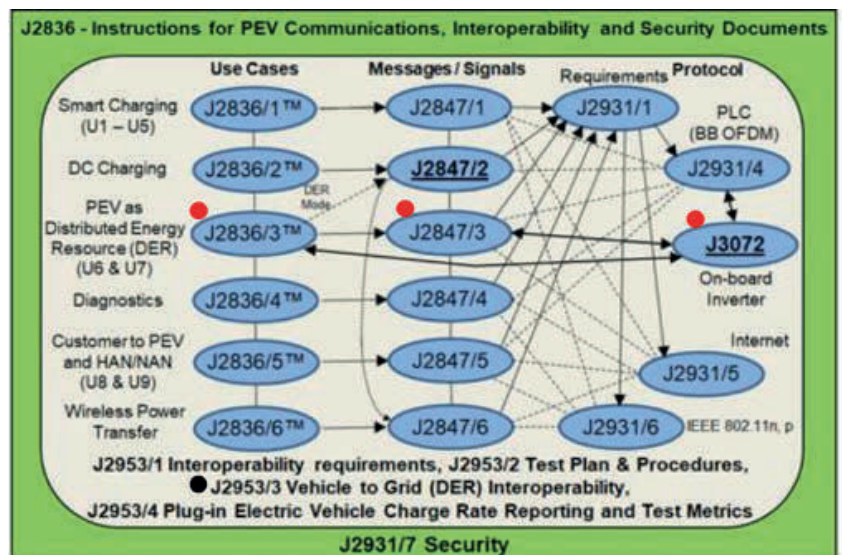 J2836 - Instructions for PEV Communications, Interoperability and Security Documents
Use Cases
Messages / Signals
Requirements
Protocol
Smart Charging
(U1 – U5)
J2836/1™
J2847/1
J2931/1
PLC
(BB OFDM)
DC Charging
J2836/2™
DER
Mode
J2847/2
J2931/4
PEV as
Distributed Energy
Resource (DER)
(U6 & U7)
J2836/3™
J2847/3
J3072
On-board
Inverter
Diagnostics
J2836/4™
J2847/4
Customer to PEV
and HAN/NAN
(U8 & U9)
J2836/5™
J2847/5
Internet
J2931/5
Wireless Power
Transfer
J2836/6™
J2847/6
J2931/6
IEEE 802.11n, p
J2953/1 Interoperability requirements, J2953/2 Test Plan & Procedures,
J2953/3 Vehicle to Grid (DER) Interoperability,
J2953/4 Plug-in Electric Vehicle Charge Rate Reporting and Test Metrics
J2931/7 Security